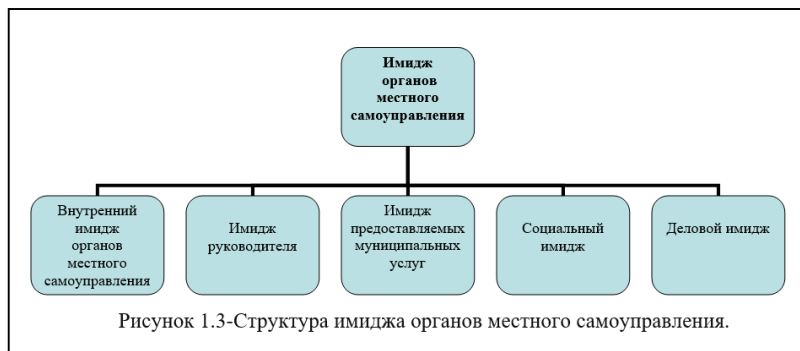 Имидж
органов
местного
самоуправления
Внутренний
имидж
органов
местного
самоуправления
Имидж
руководителя
Имидж
предоставляемых
муниципальных
услуг
Социальный
имидж
Деловой имидж
Рисунок 1.3-Структура имиджа органов местного самоуправления.